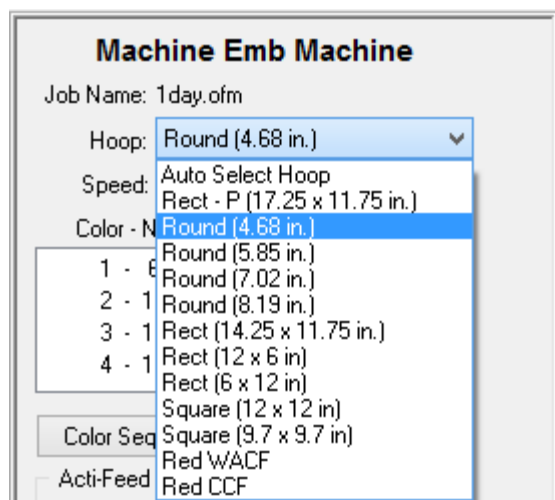 Machine Emb Machine
Job Name: 1day.ofm
Hoop: Round (4.68 in.)
Auto Select Hoop
Speed:
Rect - P (17.25 x 11.75 in.)
Color - N
Round (4.68 in.)
Round (5.85 in.)
1 - 6
Round (7.02 in.)
2 - 1
Round (8.19 in.)
3 - 1
Rect (14.25 x 11.75 in.)
4 - 1
Rect (12 x 6 in)
Rect (6 x 12 in)
Square (12 x 12 in)
Color Seq
Square (9.7 x 9.7 in)
Red WACF
Acti-Feed
Red CCF